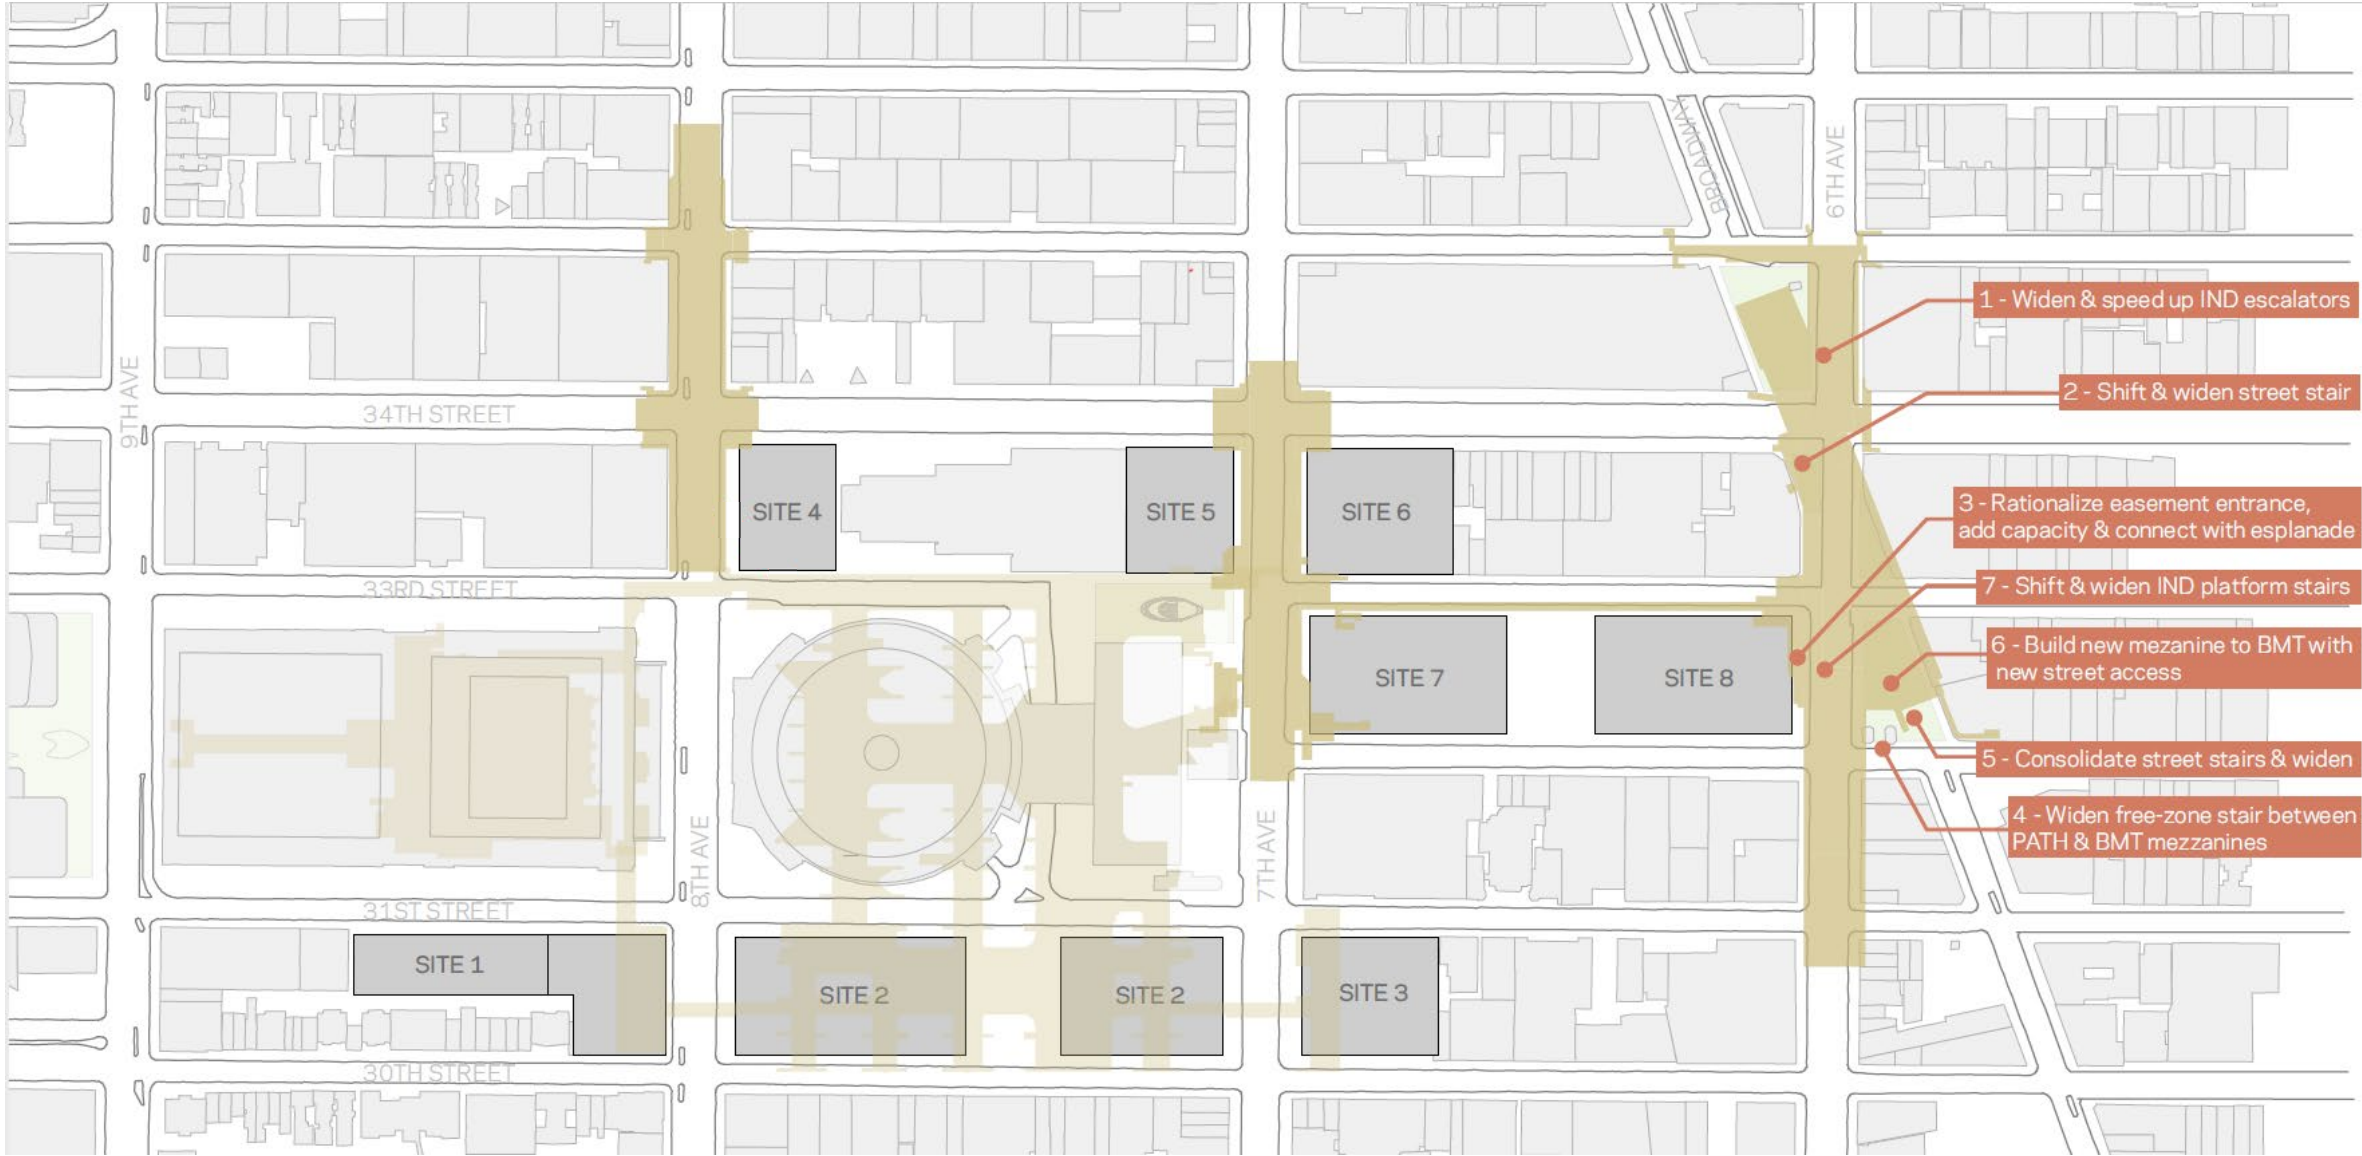 BROADWAY
6TH AVE
1 - Widen & speed up IND escalators
9TH AVE
34TH STREET
2 - Shift & widen street stair
SITE 4
SITE 5
SITE 6
3 - Rationalize easement entrance,
add capacity & connect with esplanade
33RD STREET
7 - Shift & widen IND platform stairs
SITE 7
SITE 8
6 - Build new mezanine to BMT with
new street access
5 - Consolidate street stairs & widen
4 - Widen free-zone stair between
PATH & BMT mezzanines
8TH AVE
7TH AVE
31ST STREET
SITE 1
SITE 2
SITE 2
SITE 3
30TH STREET